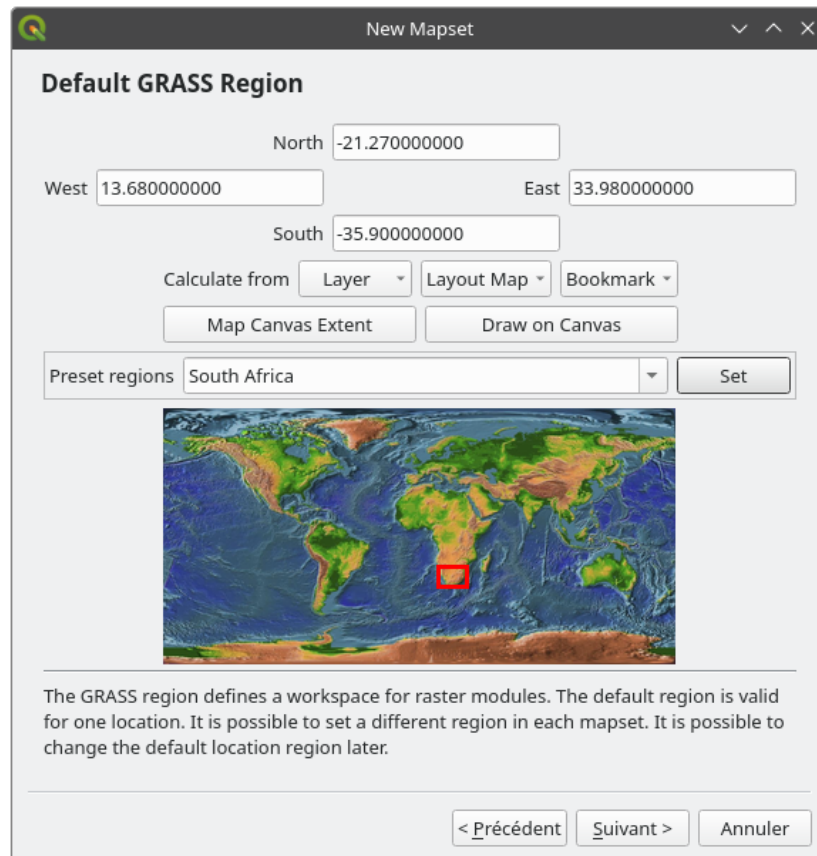 New Mapset
Default GRASS Region
North -21.270000000
West 13.680000000 East 33.980000000
South -35.900000000
Calculate from Layer Layout Map Bookmark
Map Canvas Extent Draw on Canvas
Preset regions South Africa Set
The GRASS region defines a workspace for raster modules. The default region is valid
for one location. It is possible to set a different region in each mapset. It is possible to
change the default location region later.
< Précédent Suivant > Annuler